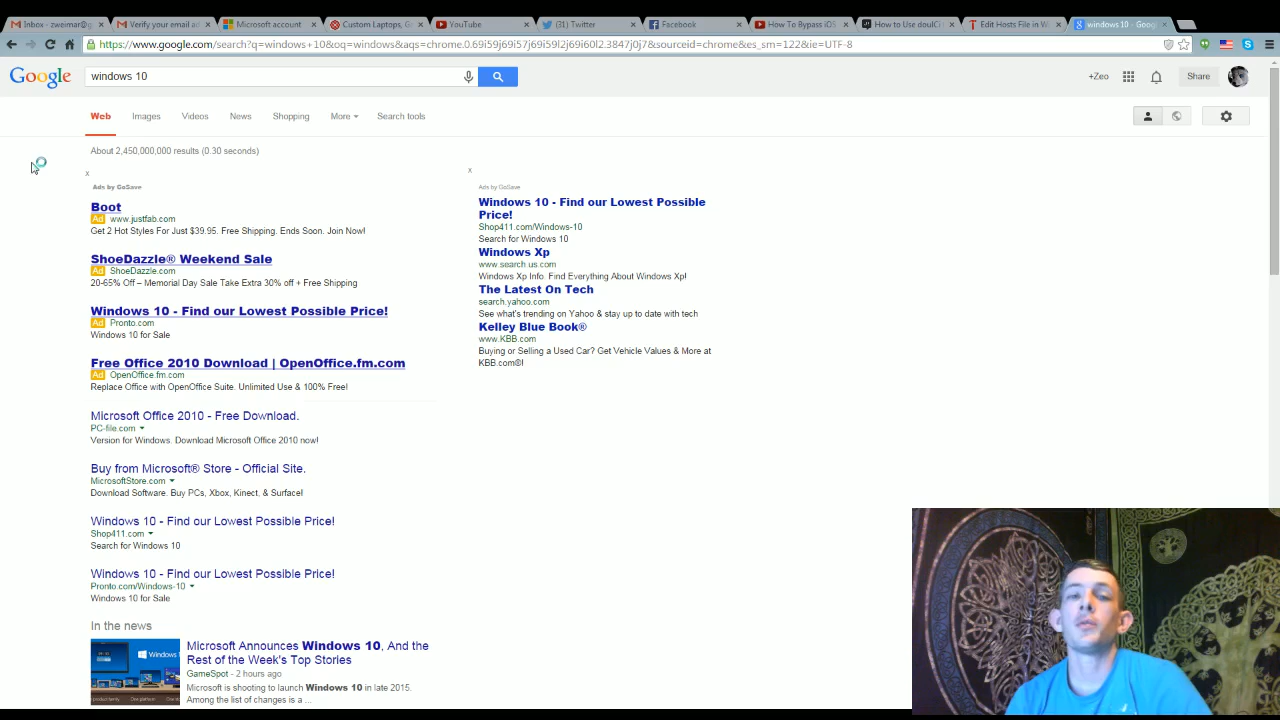 Inbox - zweimar@g
Verify your email ad
Microsoft account
Custom Laptops, G
YouTube
(31) Twitter
Facebook
How To Bypass iOS
How to Use doulCi
Edit Hosts File in W
windows 10 - Goo
https://www.google.com/search?q=windows+10&oq=windows&aqs=chrome.0.69i59j69i57j69i59l2j69i60l2.3847j0j7&sourceid=chrome&es_sm=122&ie=UTF-8
Google
windows 10
+Zeo
Share
Web Images Videos News Shopping More Search tools
About 2,450,000,000 results (0.30 seconds)
x
Ads by GoSave
Boot
Ad www.justfab.com
Get 2 Hot Styles For Just $39.95. Free Shipping. Ends Soon. Join Now!
ShoeDazzle® Weekend Sale
Ad ShoeDazzle.com
20-65% Off – Memorial Day Sale Take Extra 30% off + Free Shipping
Windows 10 - Find our Lowest Possible Price!
Ad Pronto.com
Windows 10 for Sale
Free Office 2010 Download | OpenOffice.fm.com
Ad OpenOffice.fm.com
Replace Office with OpenOffice Suite. Unlimited Use & 100% Free!
Microsoft Office 2010 - Free Download.
PC-file.com
Version for Windows. Download Microsoft Office 2010 now!
Buy from Microsoft® Store - Official Site.
MicrosoftStore.com
Download Software. Buy PCs, Xbox, Kinect, & Surface!
Windows 10 - Find our Lowest Possible Price!
Shop411.com
Search for Windows 10
Windows 10 - Find our Lowest Possible Price!
Pronto.com/Windows-10
Windows 10 for Sale
In the news
Windows
Microsoft Announces Windows 10, And the
Rest of the Week's Top Stories
GameSpot - 2 hours ago
Microsoft is shooting to launch Windows 10 in late 2015.
Among the list of changes is a ...
x
Ads by GoSave
Windows 10 - Find our Lowest Possible
Price!
Shop411.com/Windows-10
Search for Windows 10
Windows Xp
www.search.us.com
Windows Xp Info. Find Everything About Windows Xp!
The Latest On Tech
search.yahoo.com
See what's trending on Yahoo & stay up to date with tech
Kelley Blue Book®
www.KBB.com
Buying or Selling a Used Car? Get Vehicle Values & More at
KBB.com®!